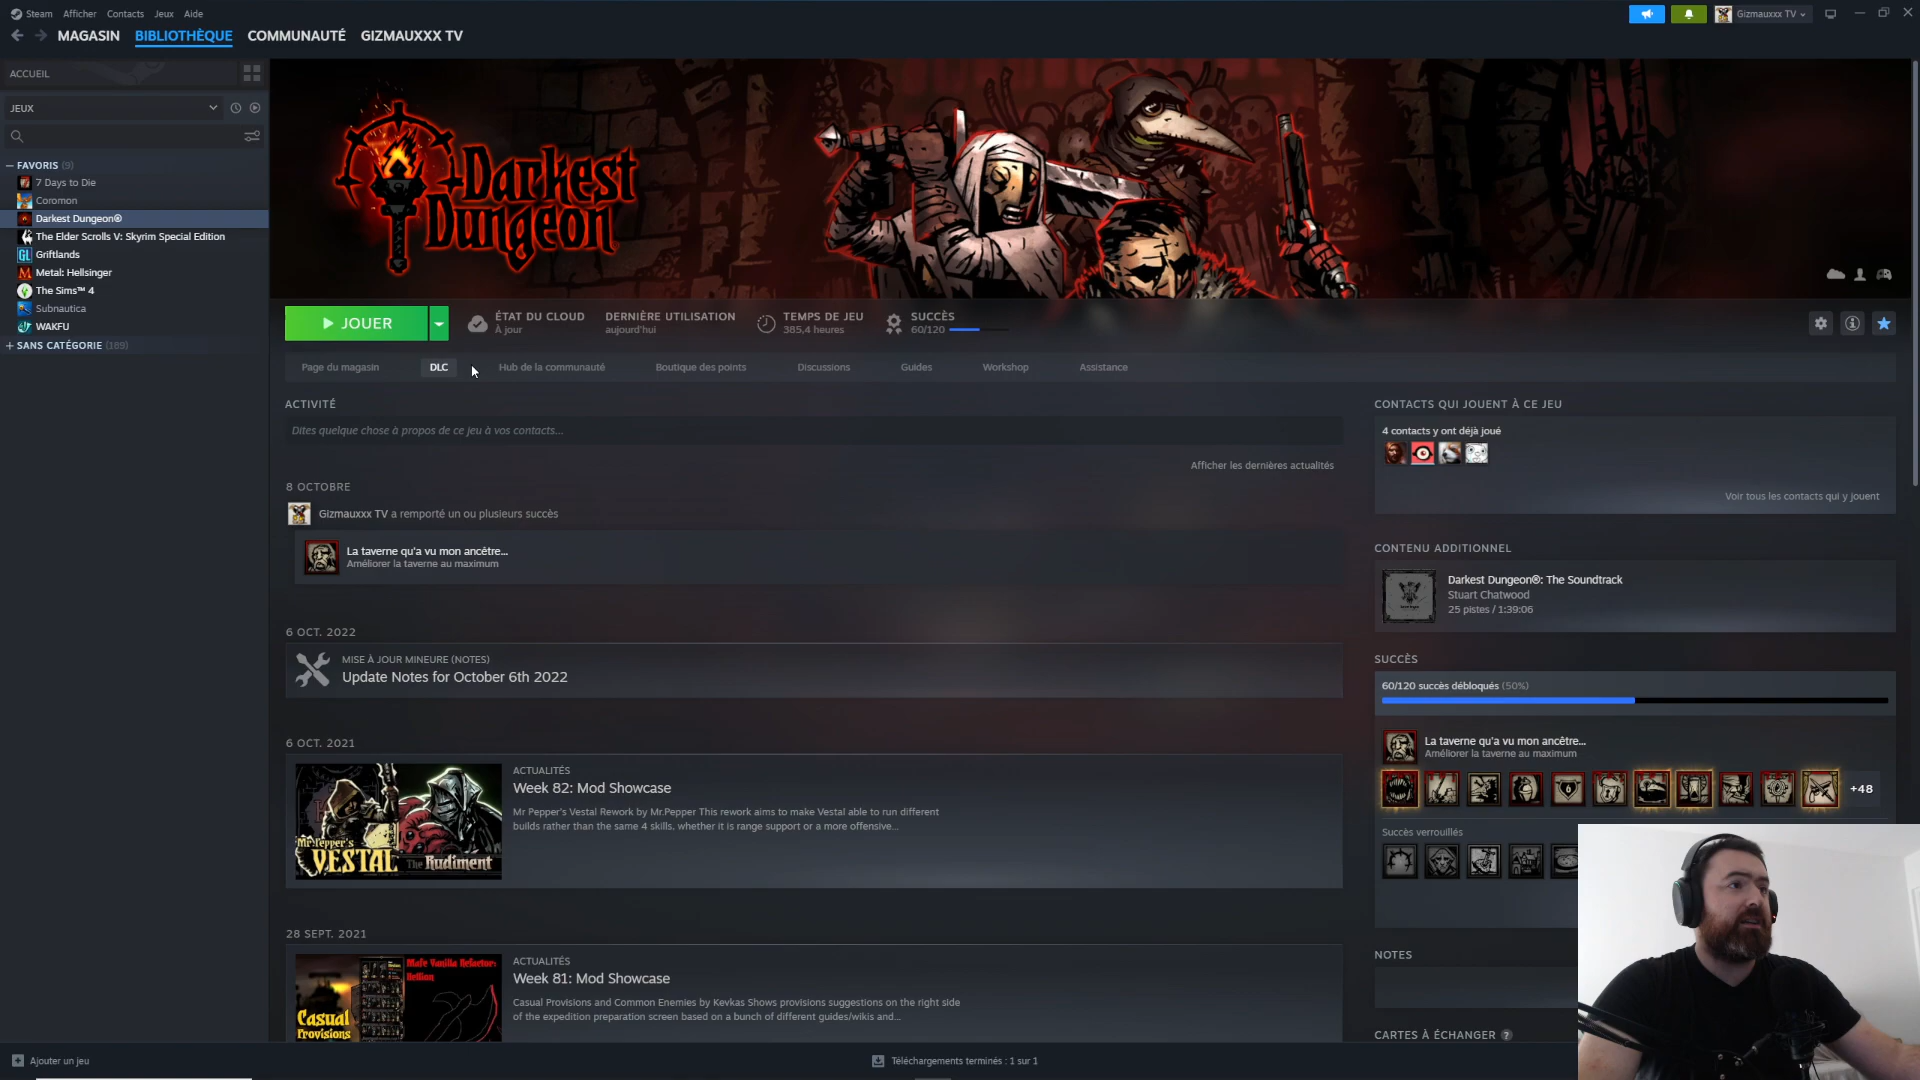 Steam Afficher Contacts Jeux Aide
Gizmauxxx TV
MAGASIN BIBLIOTHÈQUE COMMUNAUTÉ GIZMAUXXX TV
ACCUEIL
JEUX
FAVORIS (9)
7 Days to Die
Coromon
Darkest Dungeon®
The Elder Scrolls V: Skyrim Special Edition
Griftlands
Metal: Hellsinger
The Sims™ 4
Subnautica
WAKFU
SANS CATÉGORIE (189)
Darkest
Dungeon
JOUER
ÉTAT DU CLOUD
À jour
DERNIÈRE UTILISATION
aujourd'hui
TEMPS DE JEU
385,4 heures
SUCCÈS
60/120
Page du magasin DLC Hub de la communauté Boutique des points Discussions Guides Workshop Assistance
ACTIVITÉ
Dites quelque chose à propos de ce jeu à vos contacts...
Afficher les dernières actualités
8 OCTOBRE
Gizmauxxx TV a remporté un ou plusieurs succès
La taverne qu'a vu mon ancêtre...
Améliorer la taverne au maximum
6 OCT. 2022
MISE À JOUR MINEURE (NOTES)
Update Notes for October 6th 2022
6 OCT. 2021
Mr.Pepper's
VESTAL
The Rudiment
ACTUALITÉS
Week 82: Mod Showcase
Mr Pepper's Vestal Rework by Mr.Pepper This rework aims to make Vestal able to run different
builds rather than the same 4 skills, whether it is range support or a more offensive...
28 SEPT. 2021
Mafe Vanilla Refactor:
Hellion
Casual
Provisions
ACTUALITÉS
Week 81: Mod Showcase
Casual Provisions and Common Enemies by Kevkas Shows provisions suggestions on the right side
of the expedition preparation screen based on a bunch of different guides/wikis and...
CONTACTS QUI JOUENT À CE JEU
4 contacts y ont déjà joué
Voir tous les contacts qui y jouent
CONTENU ADDITIONNEL
Darkest Dungeon®: The Soundtrack
Stuart Chatwood
25 pistes / 1:39:06
SUCCÈS
60/120 succès débloqués (50%)
La taverne qu'a vu mon ancêtre...
Améliorer la taverne au maximum
+48
Succès verrouillés
NOTES
CARTES À ÉCHANGER ?
Ajouter un jeu
Téléchargements terminés : 1 sur 1